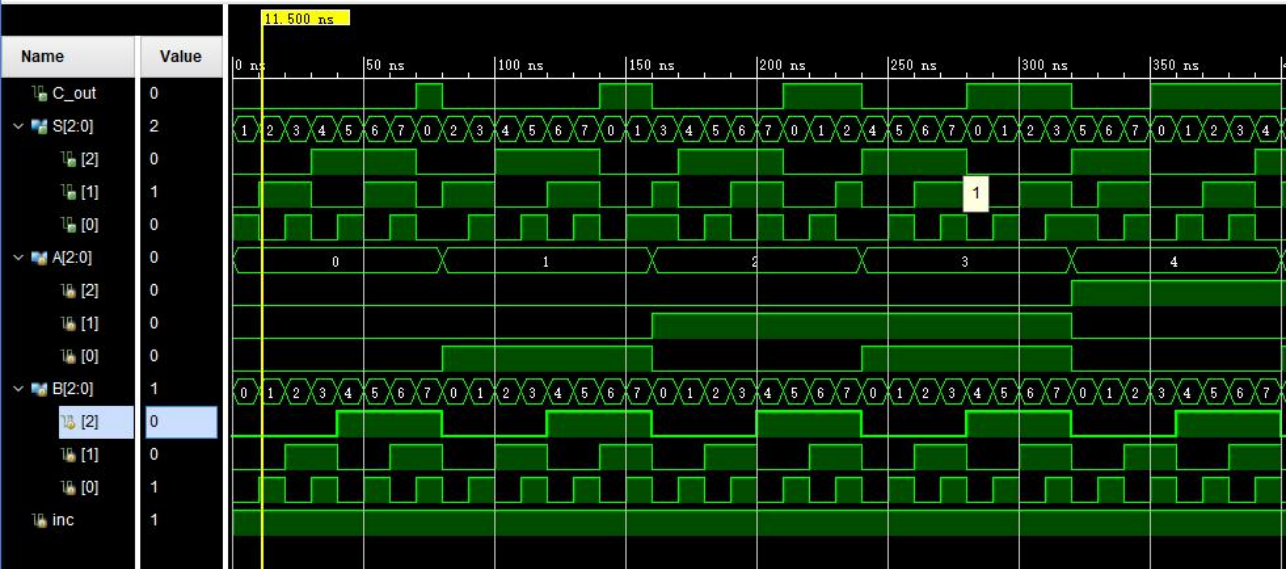 11.500 ns
Name Value
0 ns 50 ns 100 ns 150 ns 200 ns 250 ns 300 ns 350 ns
C_out 0
S[2:0] 2 1 2 3 4 5 6 7 0 2 3 4 5 6 7 0 1 3 4 5 6 7 0 1 2 4 5 6 7 0 1 2 3 5 6 7 0 1 2 3 4
[2] 0
[1] 1 1
[0] 0
A[2:0] 0 0 1 2 3 4
[2] 0
[1] 0
[0] 0
B[2:0] 1 0 1 2 3 4 5 6 7 0 1 2 3 4 5 6 7 0 1 2 3 4 5 6 7 0 1 2 3 4 5 6 7 0 1 2 3 4 5 6 7
[2] 0
[1] 0
[0] 1
inc 1